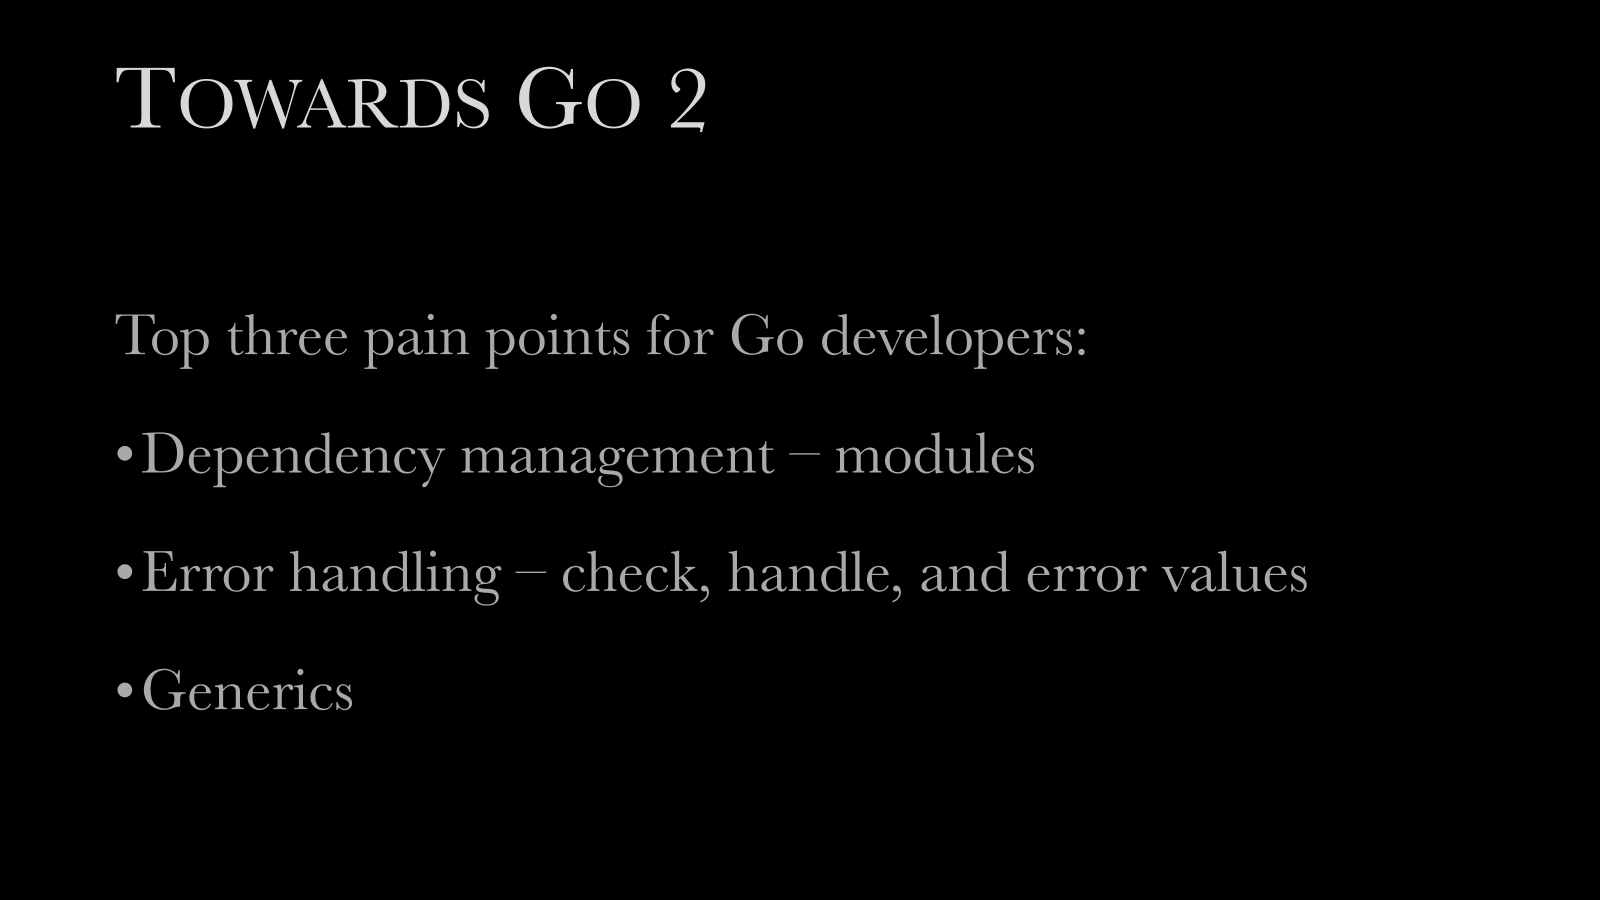 Towards Go 2
Top three pain points for Go developers:
•Dependency management – modules
•Error handling – check, handle, and error values
•Generics